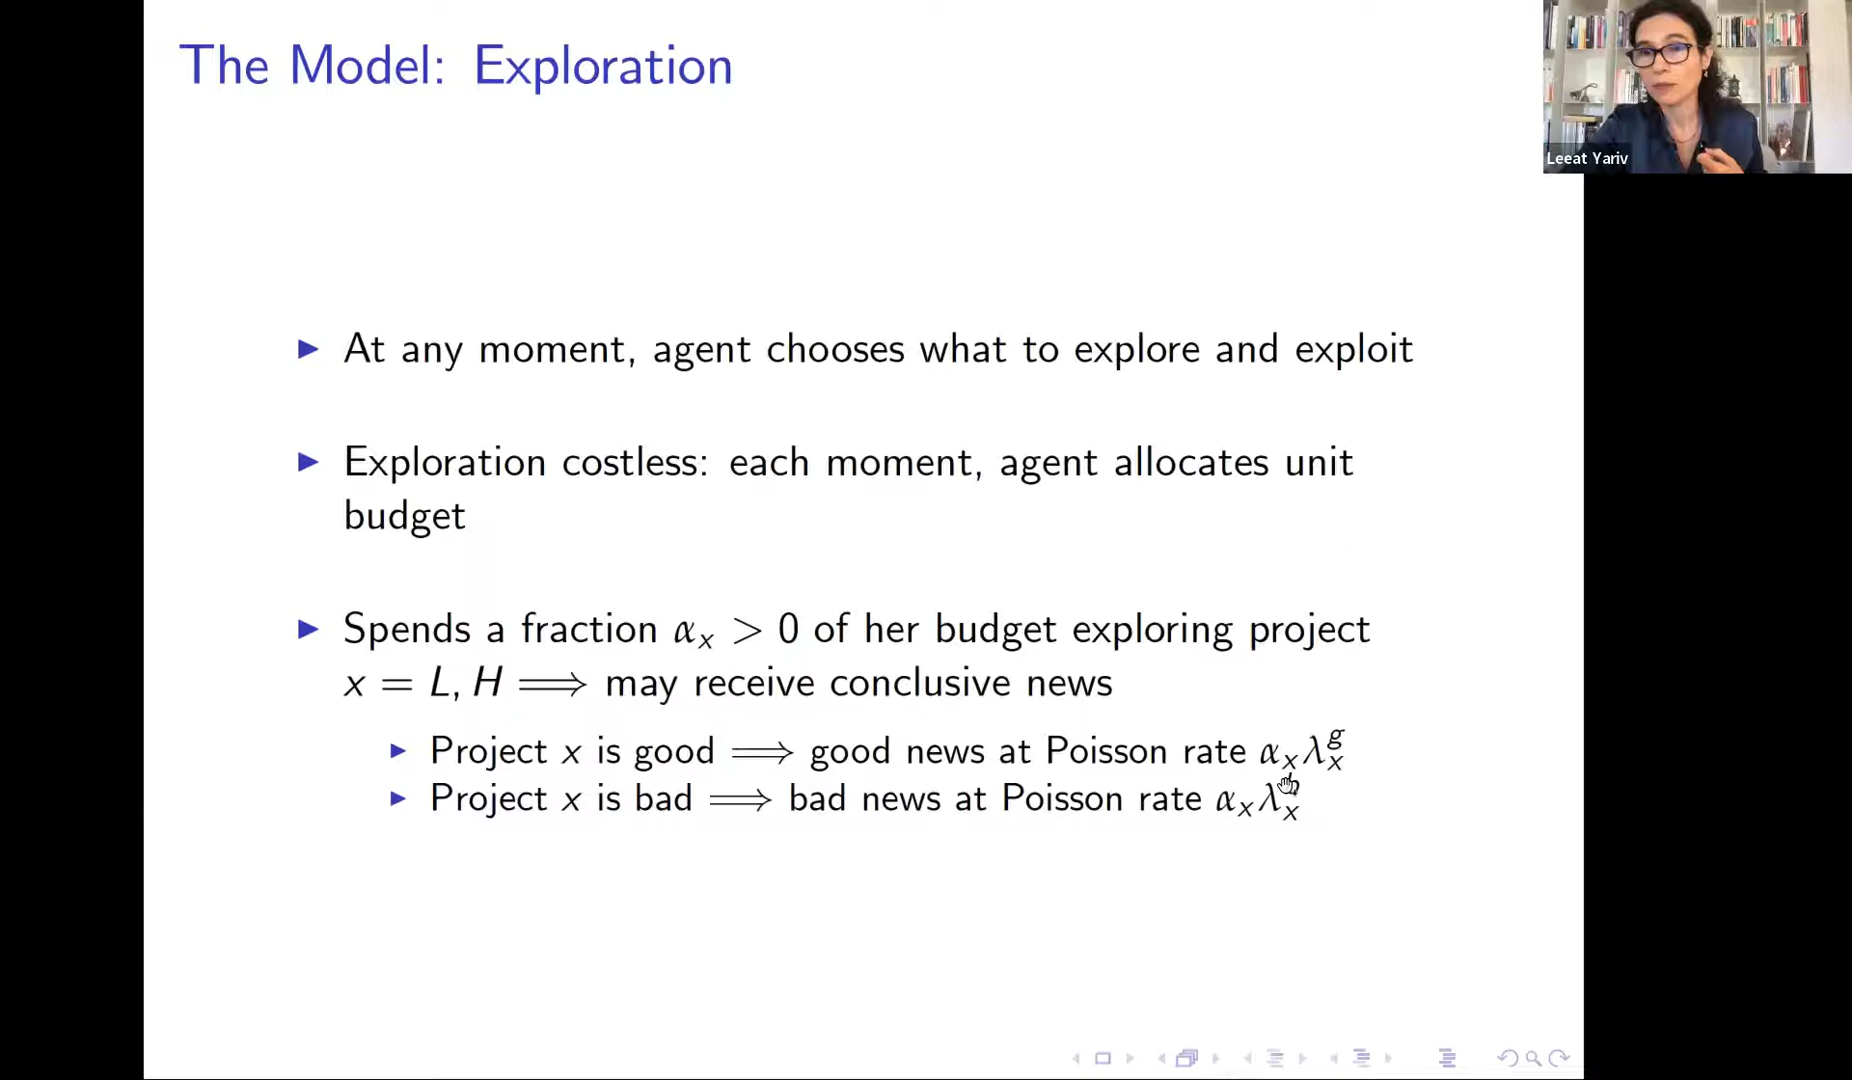 The Model: Exploration
Leeat Yariv
▶ At any moment, agent chooses what to explore and exploit
▶ Exploration costless: each moment, agent allocates unit
budget
▶ Spends a fraction αₓ > 0 of her budget exploring project
x = L, H ⟹ may receive conclusive news
▶ Project x is good ⟹ good news at Poisson rate αₓλₓᵍ
▶ Project x is bad ⟹ bad news at Poisson rate αₓλₓ